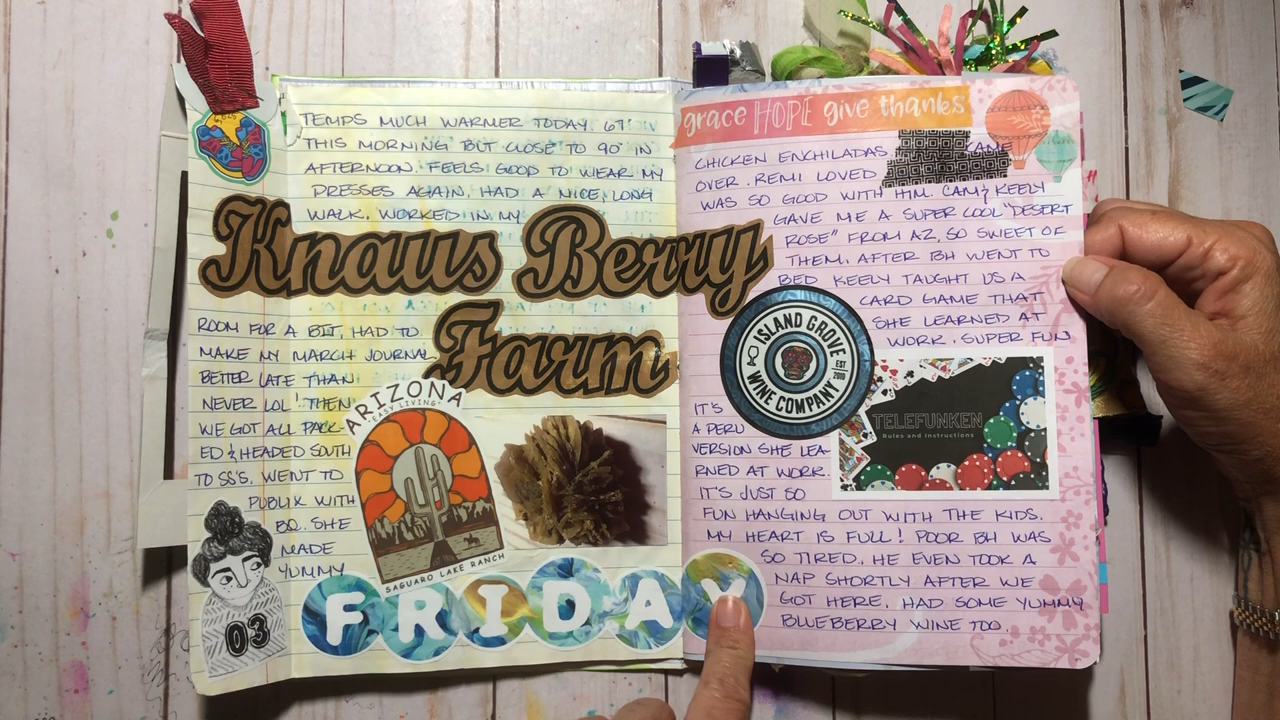 TEMPS MUCH WARMER TODAY. 67°
THIS MORNING BUT CLOSE TO 90° IN
AFTERNOON. FEELS GOOD TO WEAR MY
DRESSES AGAIN. HAD A NICE, LONG
WALK. WORKED IN MY
Knaus Berry
Farm
ROOM FOR A BIT, HAD TO
MAKE MY MARCH JOURNAL,
BETTER LATE THAN
NEVER LOL! THEN
WE GOT ALL PACK-
ED & HEADED SOUTH
TO SS'S. WENT TO
PUBLIX WITH
BQ. SHE
MADE
YUMMY
ARIZONA
EASY LIVING
SAGUARO LAKE RANCH
03
FRIDAY
grace HOPE give thanks
CHICKEN ENCHILADAS CAME
OVER. REMI LOVED
WAS SO GOOD WITH HIM. CAM & KEELY
GAVE ME A SUPER COOL "DESERT
ROSE" FROM AZ, SO SWEET OF
THEM. AFTER BH WENT TO
BED KEELY TAUGHT US A
CARD GAME THAT
SHE LEARNED AT
WORK. SUPER FUN
ISLAND GROVE
WINE COMPANY
EST
2010
TELEFUNKEN
Rules and Instructions
IT'S
A PERU
VERSION SHE LEA-
RNED AT WORK.
IT'S JUST SO
FUN HANGING OUT WITH THE KIDS.
MY HEART IS FULL! POOR BH WAS
SO TIRED. HE EVEN TOOK A
NAP SHORTLY AFTER WE
GOT HERE. HAD SOME YUMMY
BLUEBERRY WINE TOO.